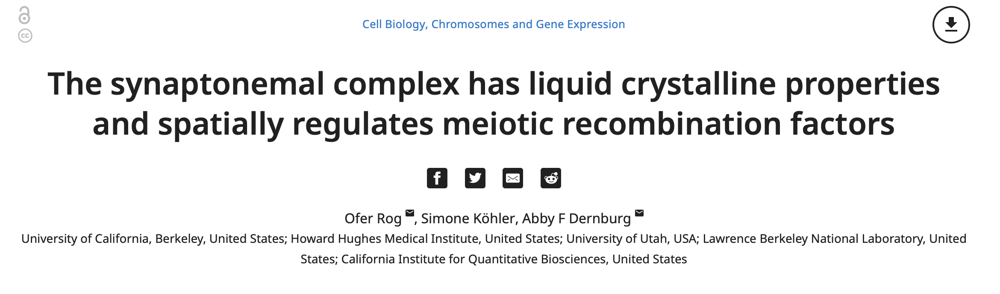 Cell Biology, Chromosomes and Gene Expression
cc
The synaptonemal complex has liquid crystalline properties
and spatially regulates meiotic recombination factors
f
Ofer Rog, Simone Köhler, Abby F Dernburg
University of California, Berkeley, United States; Howard Hughes Medical Institute, United States; University of Utah, USA; Lawrence Berkeley National Laboratory, United
States; California Institute for Quantitative Biosciences, United States